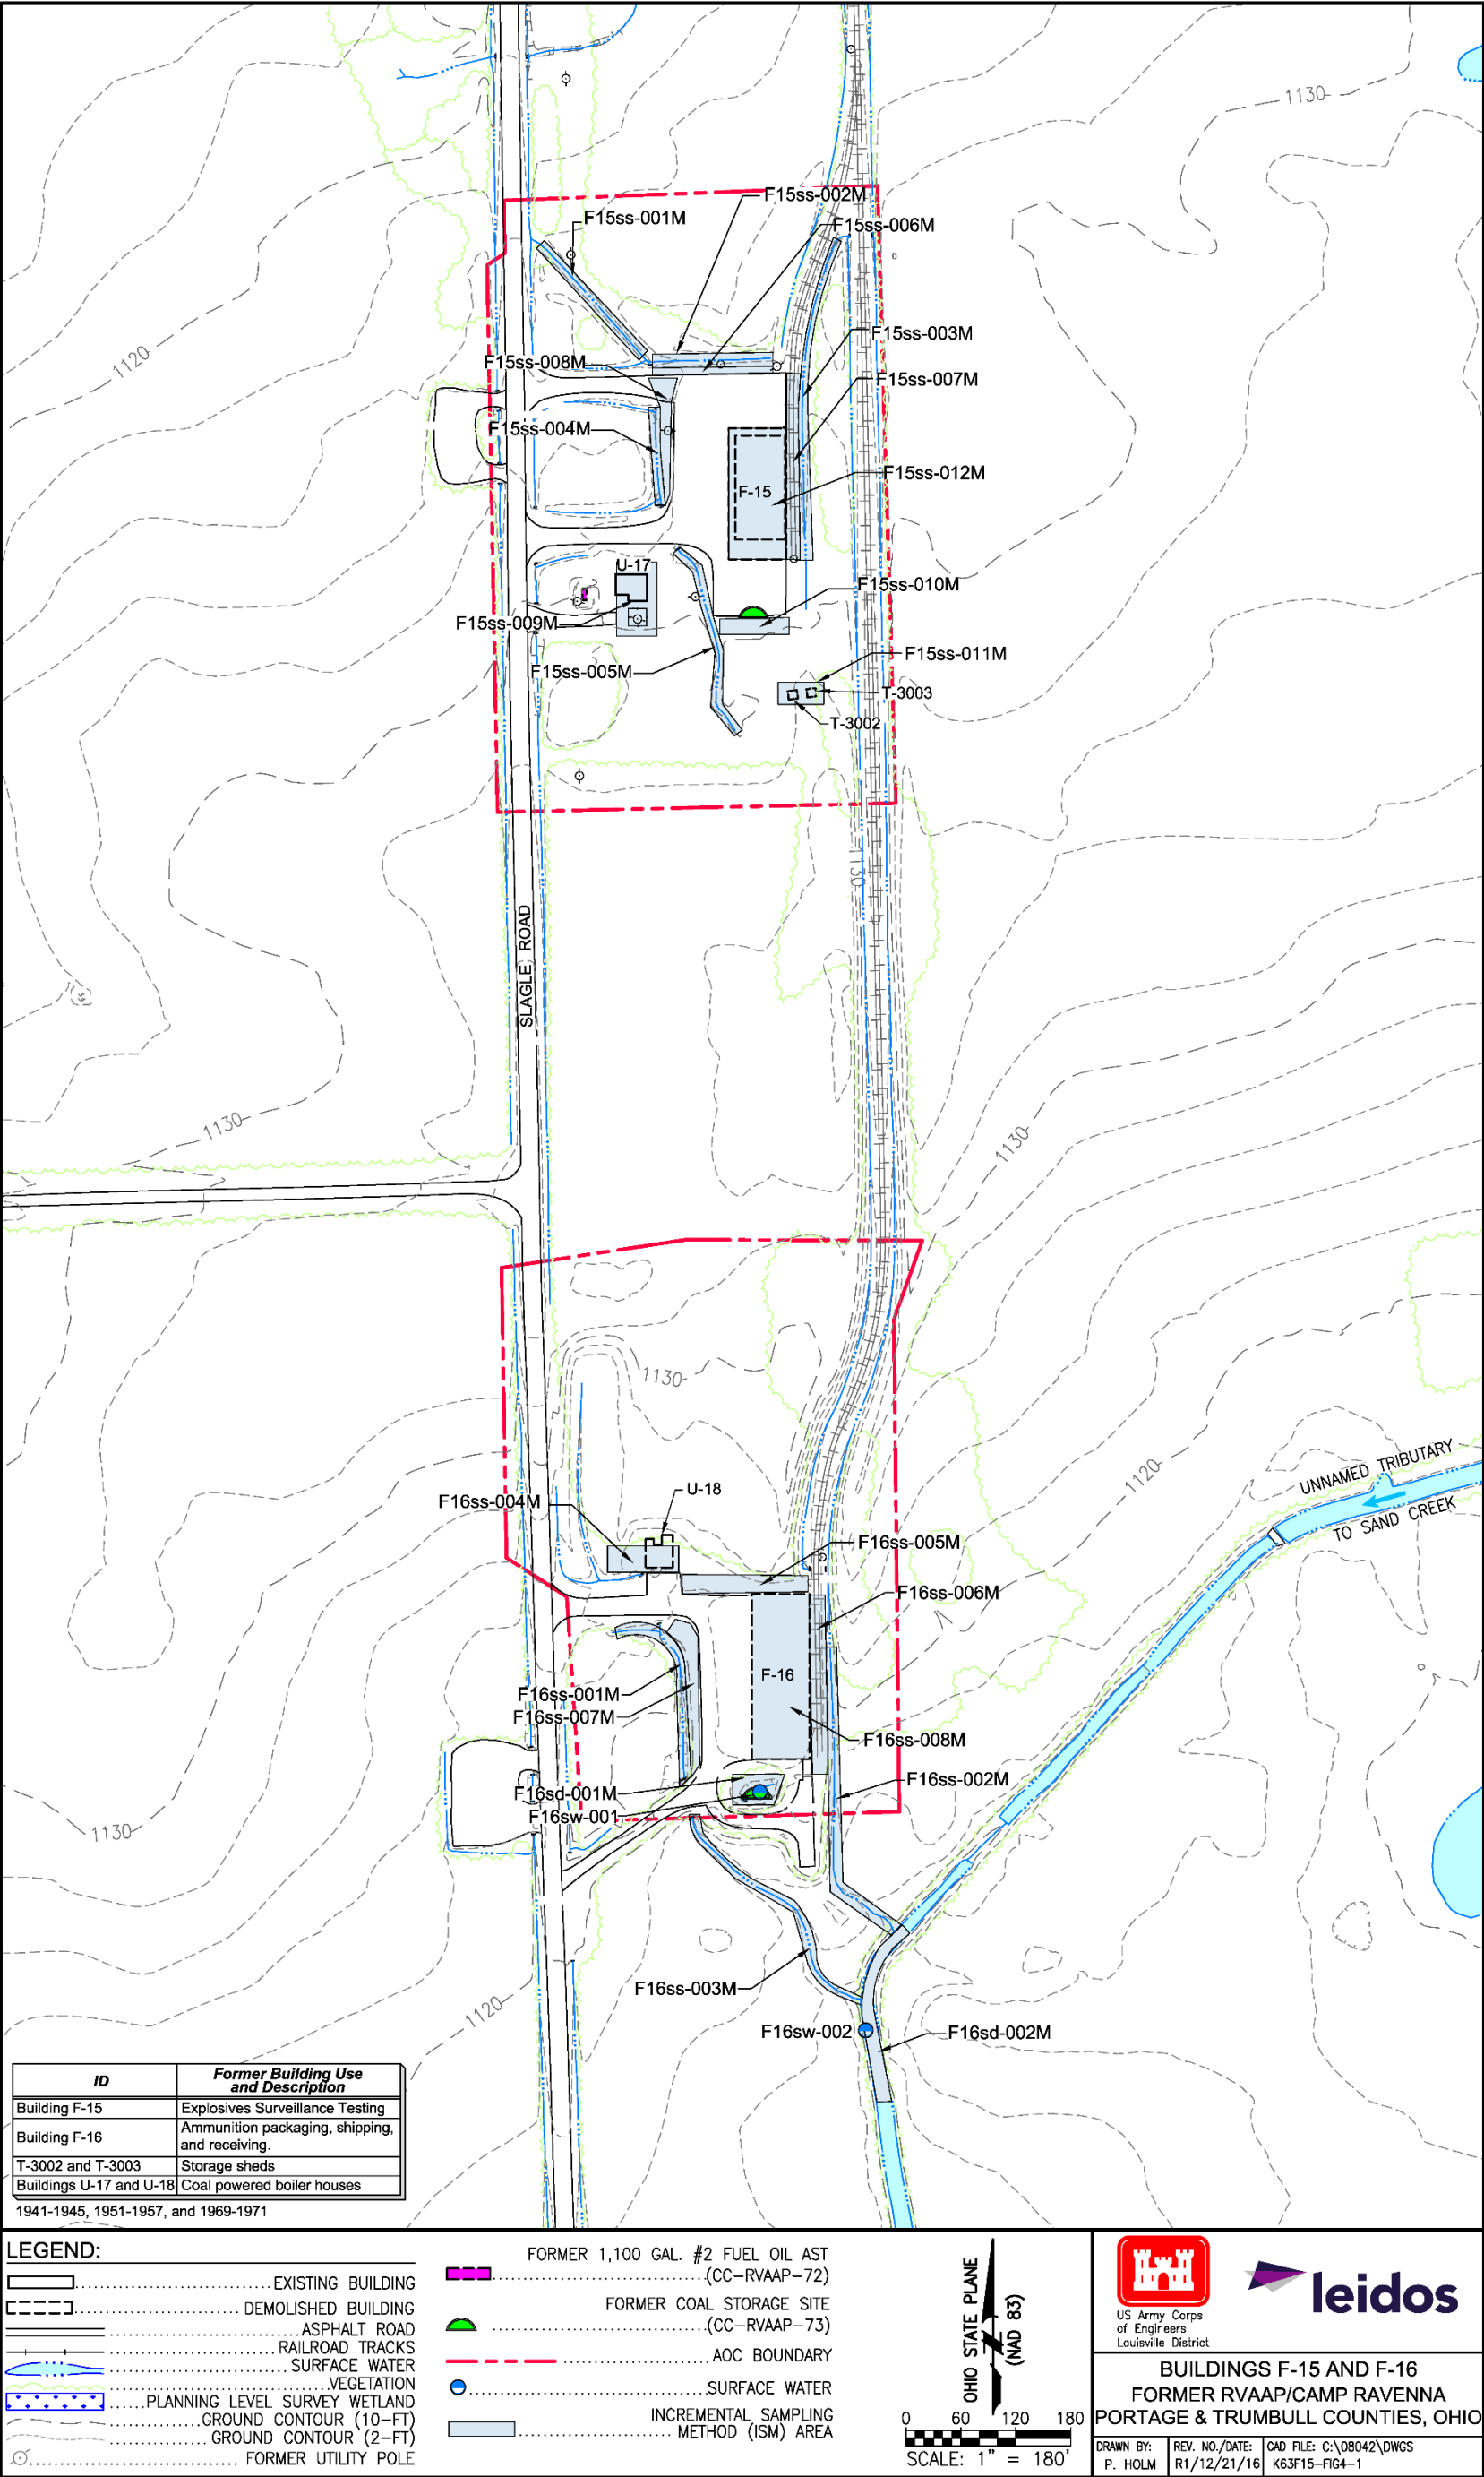 1130
F15ss-002M
F15ss-001M
F15ss-006M
F15ss-003M
1120
F15ss-008M
F15ss-007M
F15ss-004M
F15ss-012M
F-15
U-17
F15ss-010M
F15ss-009M
F15ss-011M
F15ss-005M
T-3003
T-3002
1130
SLAGLE ROAD
1130
1130
1130
UNNAMED TRIBUTARY
TO SAND CREEK
1120
U-18
F16ss-004M
F16ss-005M
F16ss-006M
F-16
F16ss-001M
F16ss-007M
F16ss-008M
F16ss-002M
F16sd-001M
F16sw-001
1130
F16ss-003M
1120
F16sw-002
F16sd-002M
ID
Former Building Use
and Description
Building F-15
Explosives Surveillance Testing
Building F-16
Ammunition packaging, shipping,
and receiving.
T-3002 and T-3003
Storage sheds
Buildings U-17 and U-18
Coal powered boiler houses
1941-1945, 1951-1957, and 1969-1971
LEGEND:
EXISTING BUILDING
DEMOLISHED BUILDING
ASPHALT ROAD
RAILROAD TRACKS
SURFACE WATER
VEGETATION
PLANNING LEVEL SURVEY WETLAND
GROUND CONTOUR (10-FT)
GROUND CONTOUR (2-FT)
FORMER UTILITY POLE
FORMER 1,100 GAL. #2 FUEL OIL AST
(CC-RVAAP-72)
FORMER COAL STORAGE SITE
(CC-RVAAP-73)
AOC BOUNDARY
SURFACE WATER
INCREMENTAL SAMPLING
METHOD (ISM) AREA
OHIO STATE PLANE
(NAD 83)
0 60 120 180
SCALE: 1" = 180'
US Army Corps
of Engineers
Louisville District
leidos
BUILDINGS F-15 AND F-16
FORMER RVAAP/CAMP RAVENNA
PORTAGE & TRUMBULL COUNTIES, OHIO
DRAWN BY:
P. HOLM
REV. NO./DATE:
R1/12/21/16
CAD FILE: C:\08042\DWGS
K63F15-FIG4-1